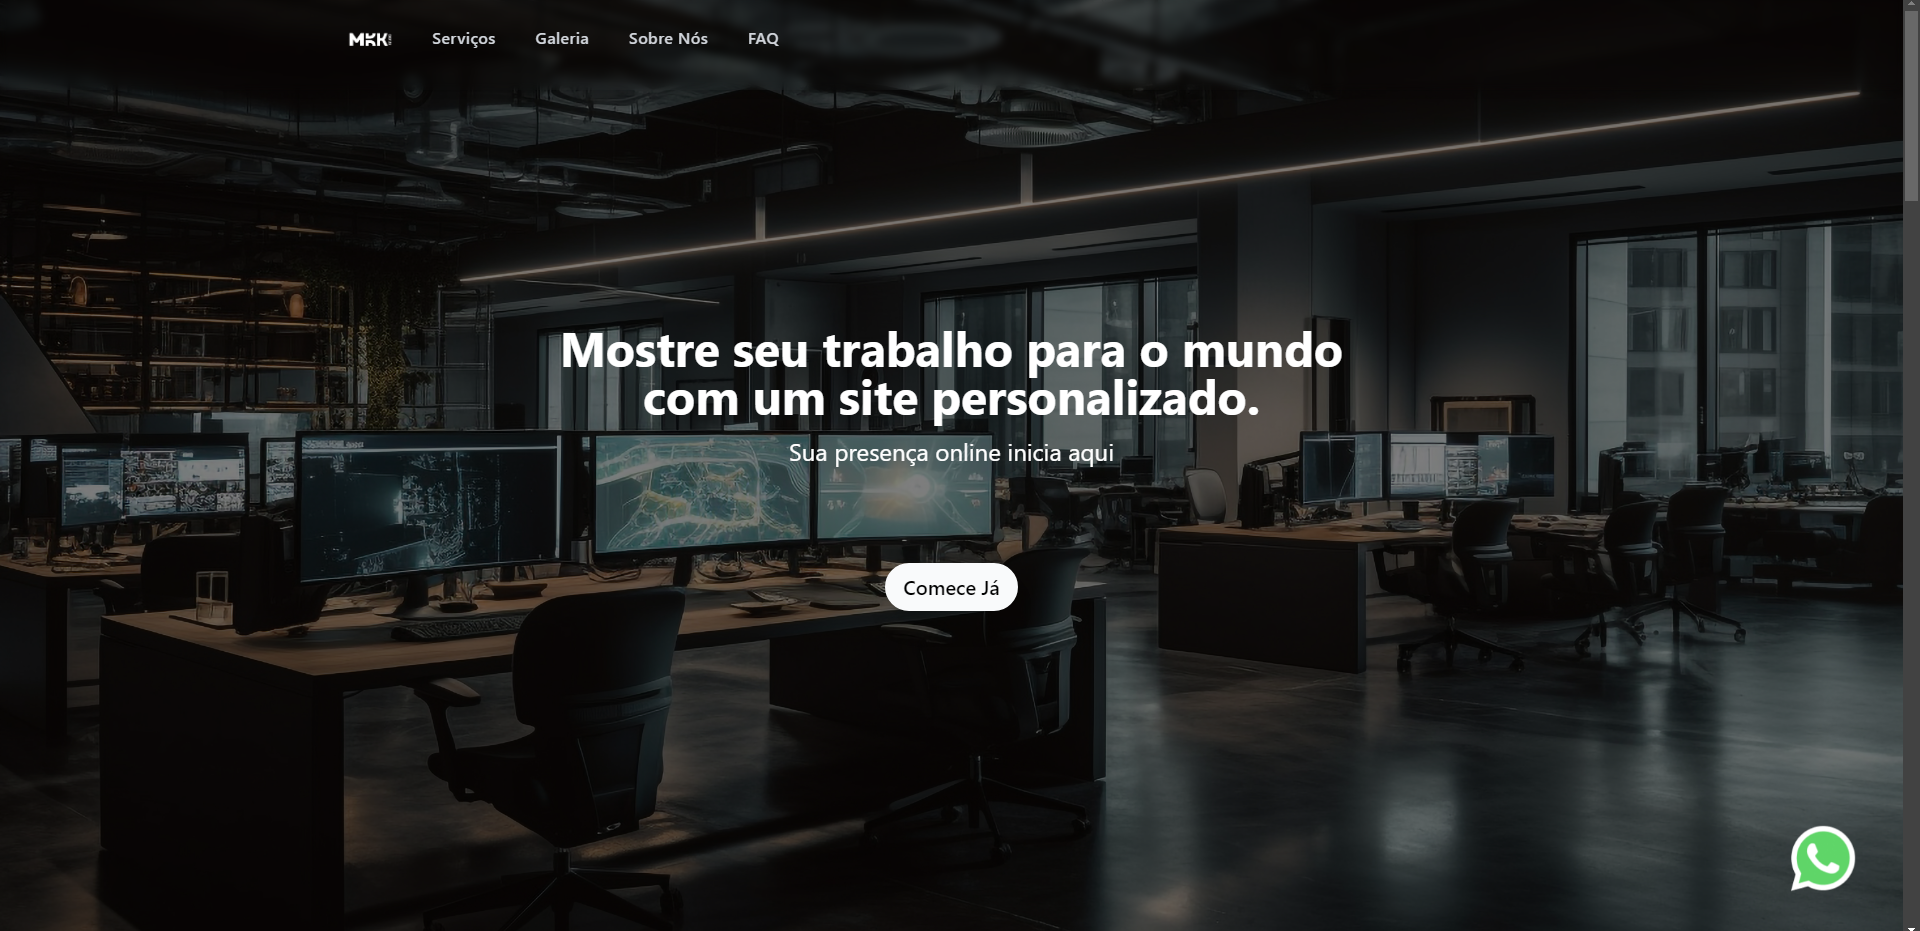 MKK
Serviços
Galeria
Sobre Nós
FAQ
Mostre seu trabalho para o mundo
com um site personalizado.
Sua presença online inicia aqui
Comece Já